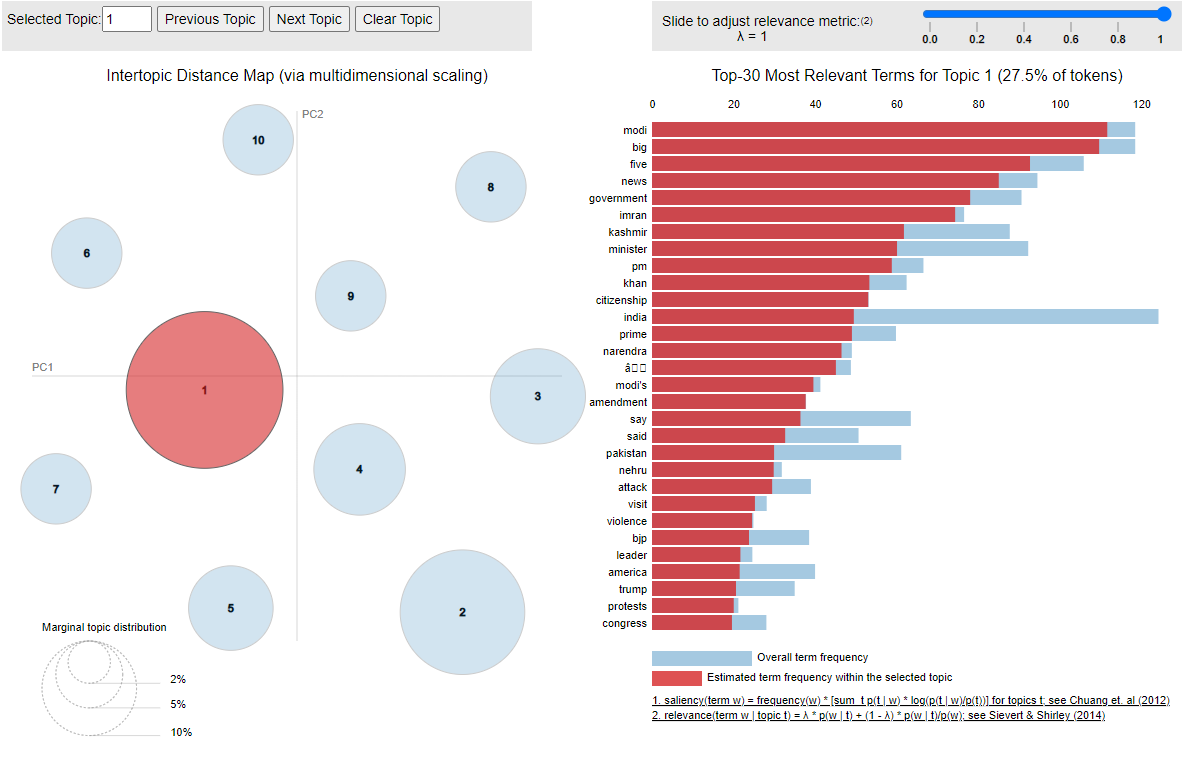 Selected Topic: 1 Previous Topic Next Topic Clear Topic
Slide to adjust relevance metric:(2)
λ = 1
0.0 0.2 0.4 0.6 0.8 1
Intertopic Distance Map (via multidimensional scaling)
PC2
PC1
10
8
6
9
1
3
4
7
5
2
Marginal topic distribution
2%
5%
10%
Top-30 Most Relevant Terms for Topic 1 (27.5% of tokens)
0 20 40 60 80 100 120
modi
big
five
news
government
imran
kashmir
minister
pm
khan
citizenship
india
prime
narendra
â
modi's
amendment
say
said
pakistan
nehru
attack
visit
violence
bjp
leader
america
trump
protests
congress
Overall term frequency
Estimated term frequency within the selected topic
1. saliency(term w) = frequency(w) * [sum_t p(t | w) * log(p(t | w)/p(t))] for topics t; see Chuang et. al (2012)
2. relevance(term w | topic t) = λ * p(w | t) + (1 - λ) * p(w | t)/p(w); see Sievert & Shirley (2014)